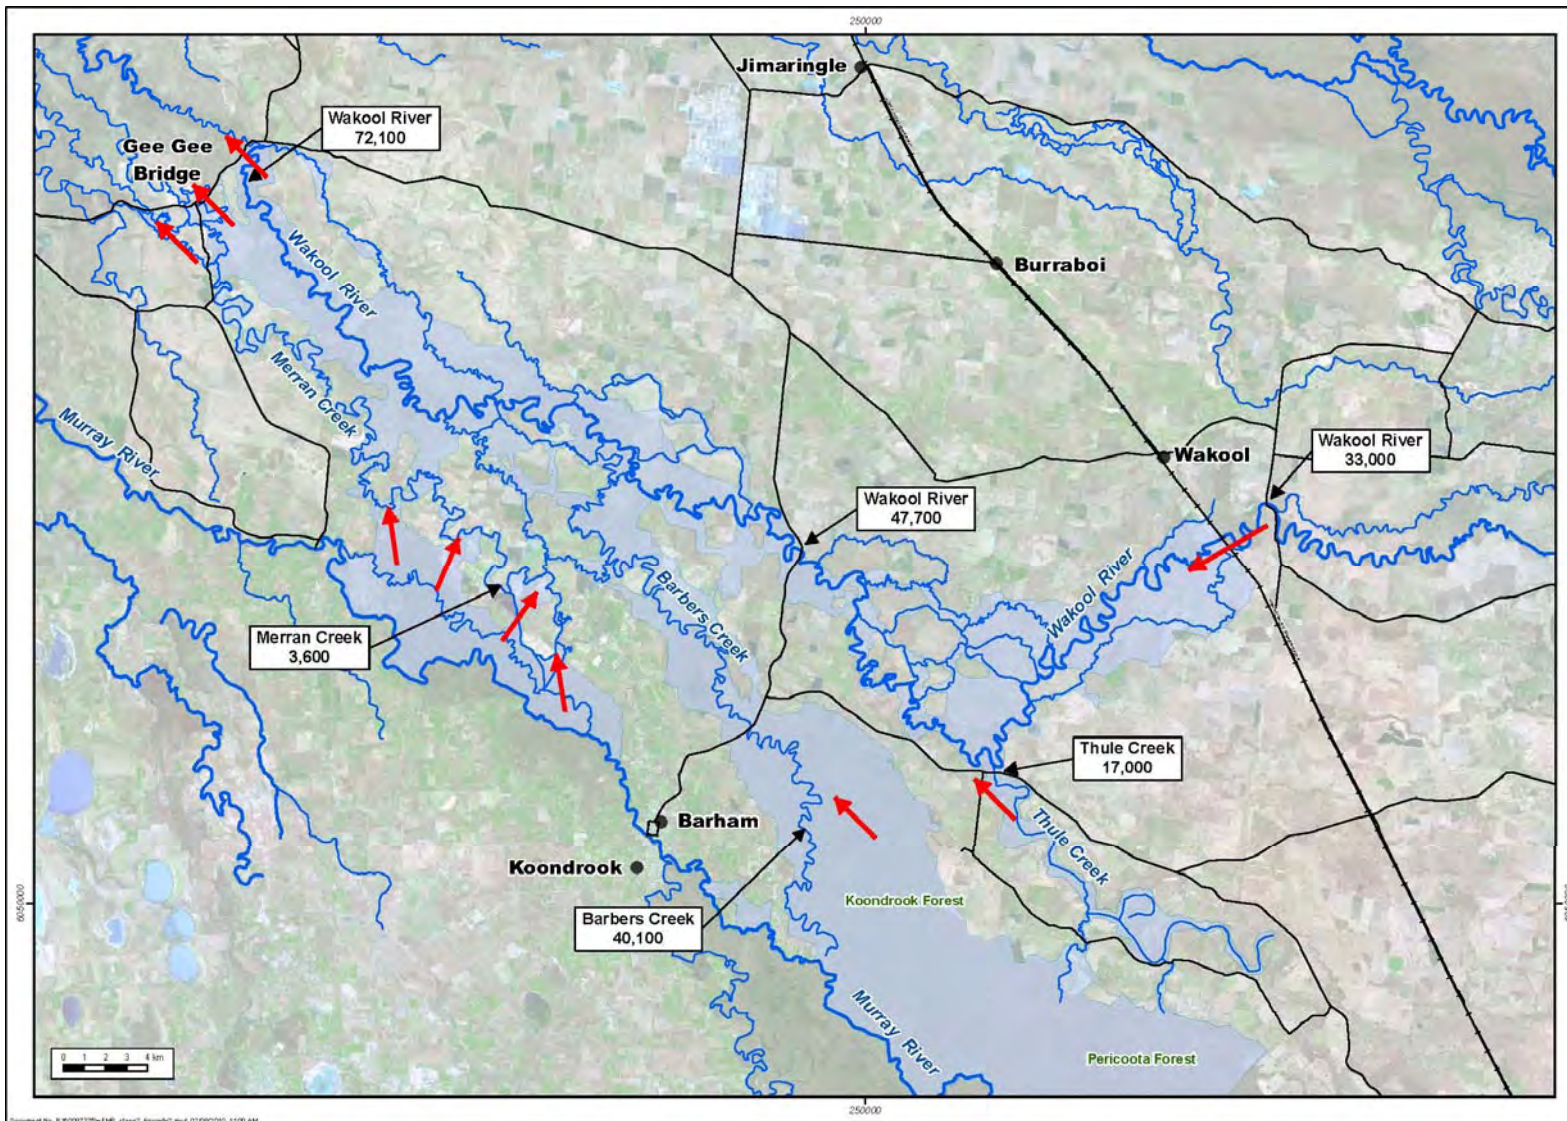 250000
Jimaringle
Wakool River
72,100
Gee Gee
Bridge
Wakool River
Burraboi
Merran Creek
Murray River
Wakool
Wakool River
33,000
Wakool River
47,700
Wakool River
Barbers Creek
Merran Creek
3,600
Thule Creek
17,000
Barham
Thule Creek
Koondrook
Koondrook Forest
6050000
Barbers Creek
40,100
Murray River
Pericoota Forest
0 1 2 3 4 km
250000